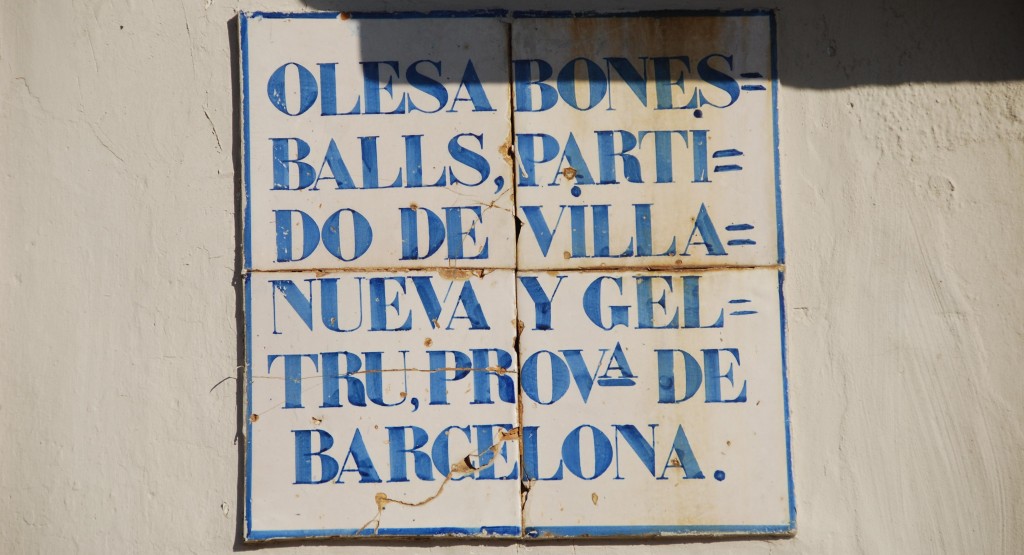 OLESA BONES=
BALLS, PARTI=
DO DE VILLA=
NUEVA Y GEL=
TRU, PROVᴬ DE
BARCELONA.